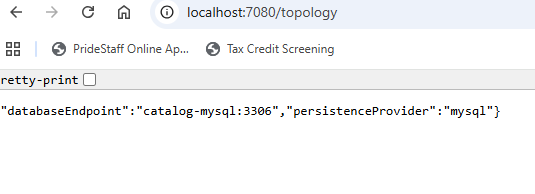 localhost:7080/topology
PrideStaff Online Ap...
Tax Credit Screening
retty-print
"databaseEndpoint":"catalog-mysql:3306","persistenceProvider":"mysql"}